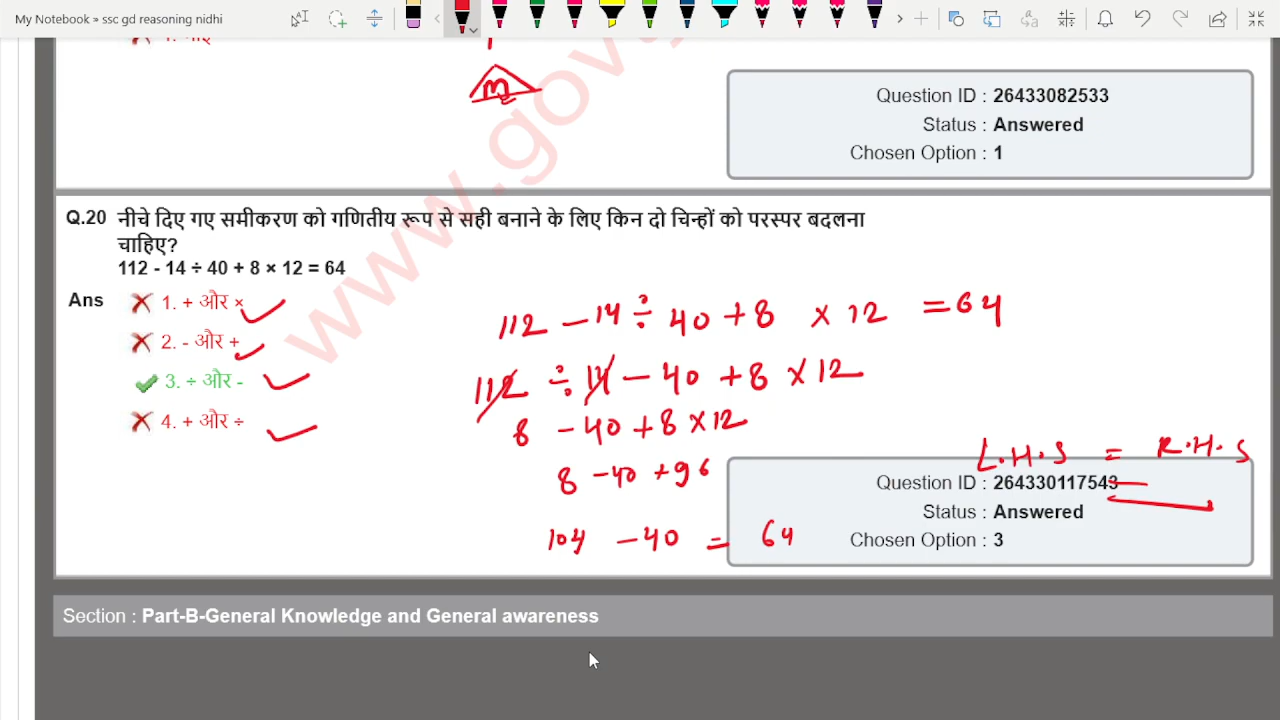 My Notebook » ssc gd reasoning nidhi
m
Question ID : 26433082533
Status : Answered
Chosen Option : 1
www.gov
Q.20 नीचे दिए गए समीकरण को गणितीय रूप से सही बनाने के लिए किन दो चिन्हों को परस्पर बदलना
चाहिए?
112 - 14 ÷ 40 + 8 × 12 = 64
Ans 1. + और ×
2. - और +
3. ÷ और -
4. + और ÷
112 - 14 ÷ 40 + 8 × 12 = 64
112 ÷ 14 - 40 + 8 × 12
8 - 40 + 8 × 12
8 - 40 + 96
104 - 40 = 64
L.H.S = R.H.S
Question ID : 264330117543
Status : Answered
Chosen Option : 3
Section : Part-B-General Knowledge and General awareness